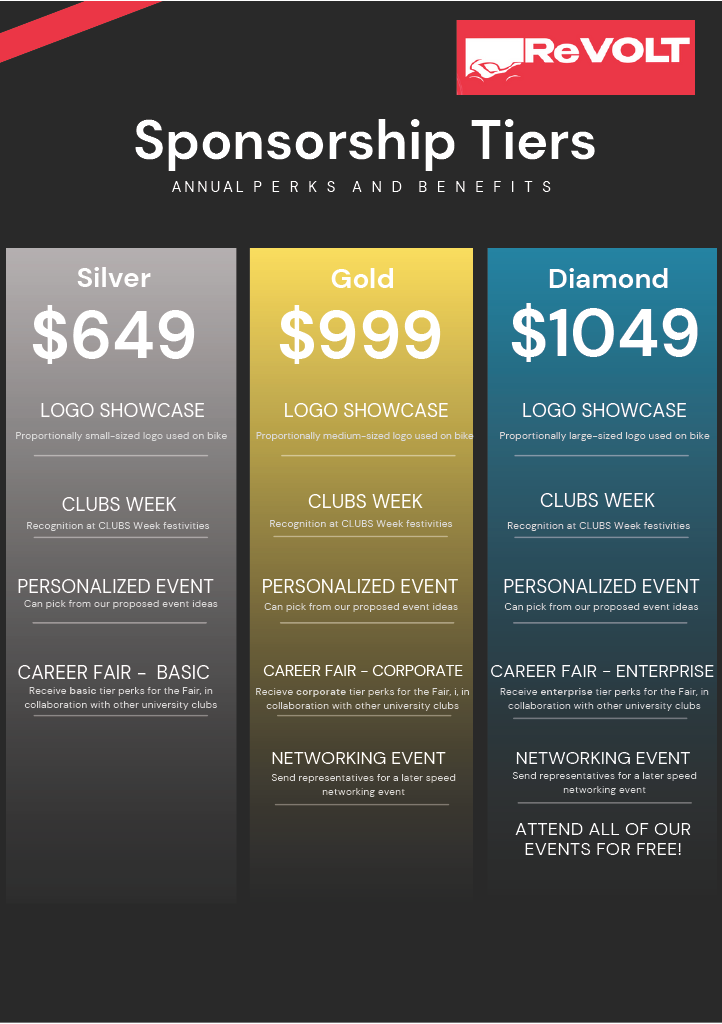 ReVOLT
Sponsorship Tiers
ANNUAL PERKS AND BENEFITS
Silver
$649
LOGO SHOWCASE
Proportionally small-sized logo used on bike
CLUBS WEEK
Recognition at CLUBS Week festivities
PERSONALIZED EVENT
Can pick from our proposed event ideas
CAREER FAIR - BASIC
Receive basic tier perks for the Fair, in
collaboration with other university clubs
Gold
$999
LOGO SHOWCASE
Proportionally medium-sized logo used on bike
CLUBS WEEK
Recognition at CLUBS Week festivities
PERSONALIZED EVENT
Can pick from our proposed event ideas
CAREER FAIR - CORPORATE
Recieve corporate tier perks for the Fair, i, in
collaboration with other university clubs
NETWORKING EVENT
Send representatives for a later speed
networking event
Diamond
$1049
LOGO SHOWCASE
Proportionally large-sized logo used on bike
CLUBS WEEK
Recognition at CLUBS Week festivities
PERSONALIZED EVENT
Can pick from our proposed event ideas
CAREER FAIR - ENTERPRISE
Receive enterprise tier perks for the Fair, in
collaboration with other university clubs
NETWORKING EVENT
Send representatives for a later speed
networking event
ATTEND ALL OF OUR
EVENTS FOR FREE!